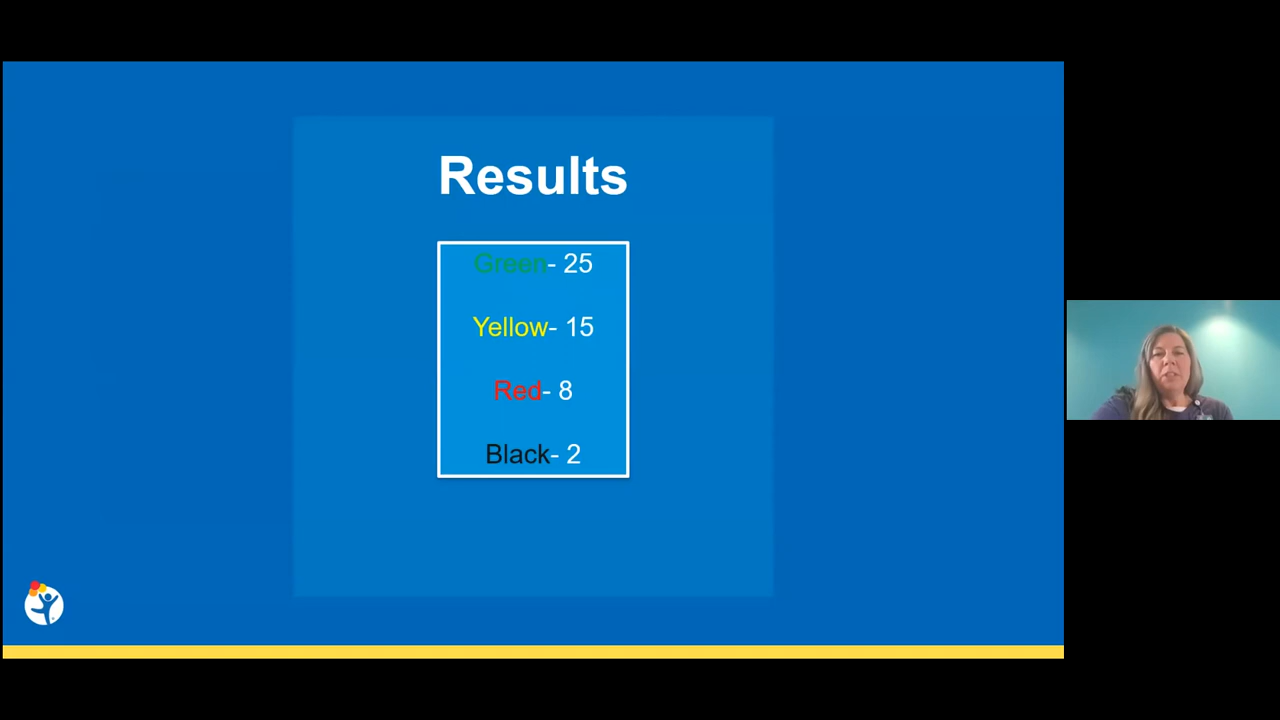 Results
Green- 25
Yellow- 15
Red- 8
Black- 2